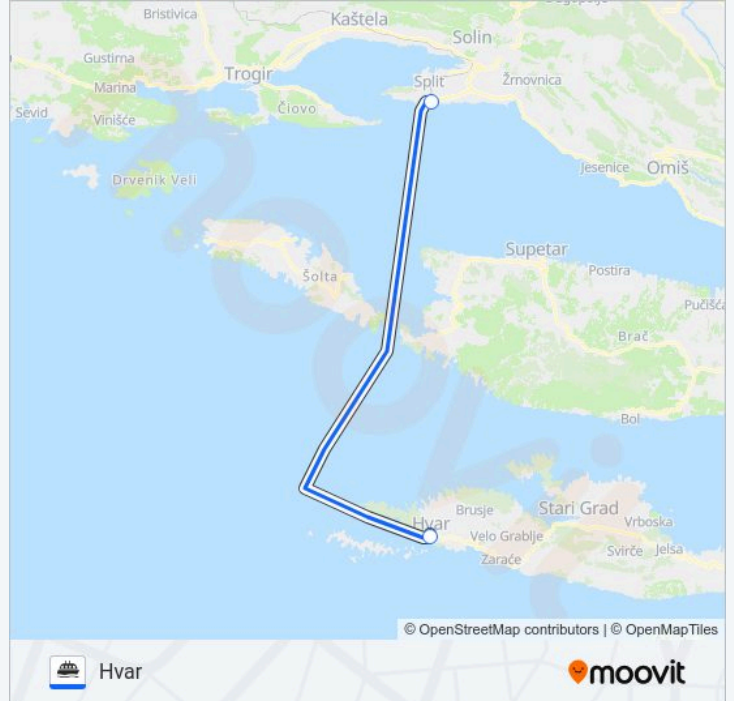 Bristivica
Kaštela
Solin
Gustirna
Trogir
Split
Žrnovnica
Marina
Čiovo
Sevid
Vinišće
Jesenice
Omiš
Drvenik Veli
Supetar
Postira
Šolta
Pučišća
Brač
Bol
Brusje
Stari Grad
Hvar
Vrboska
Velo Grablje
Svirče
Jelsa
Zaraće
© OpenStreetMap contributors | © OpenMapTiles
Hvar
moovit